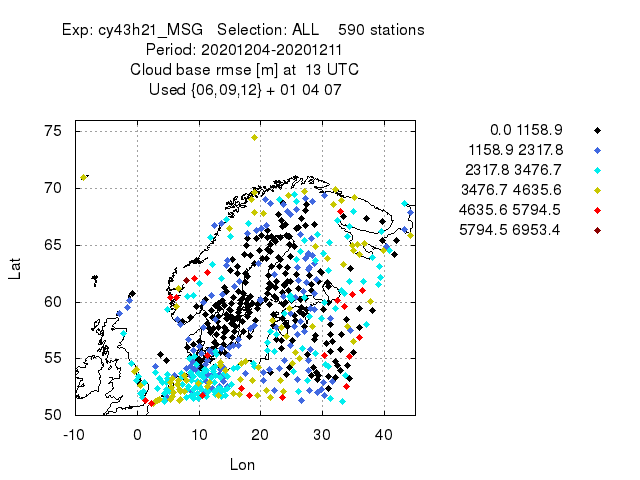 Exp: cy43h21_MSG Selection: ALL 590 stations
Period: 20201204-20201211
Cloud base rmse [m] at 13 UTC
Used {06,09,12} + 01 04 07
0.0 1158.9
1158.9 2317.8
2317.8 3476.7
3476.7 4635.6
4635.6 5794.5
5794.5 6953.4
75
70
65
60
55
50
Lat
-10 0 10 20 30 40
Lon